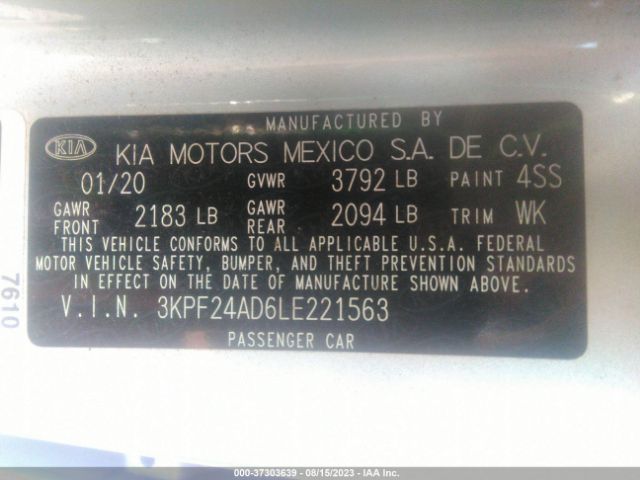 MANUFACTURED BY
KIA KIA MOTORS MEXICO S.A. DE C.V.
01/20 GVWR 3792 LB PAINT 4SS
GAWR FRONT 2183 LB GAWR REAR 2094 LB TRIM WK
THIS VEHICLE CONFORMS TO ALL APPLICABLE U.S.A. FEDERAL
MOTOR VEHICLE SAFETY, BUMPER, AND THEFT PREVENTION STANDARDS
IN EFFECT ON THE DATE OF MANUFACTURE SHOWN ABOVE.
V.I.N. 3KPF24AD6LE221563
PASSENGER CAR
7610
000-37303639 - 08/15/2023 - IAA Inc.